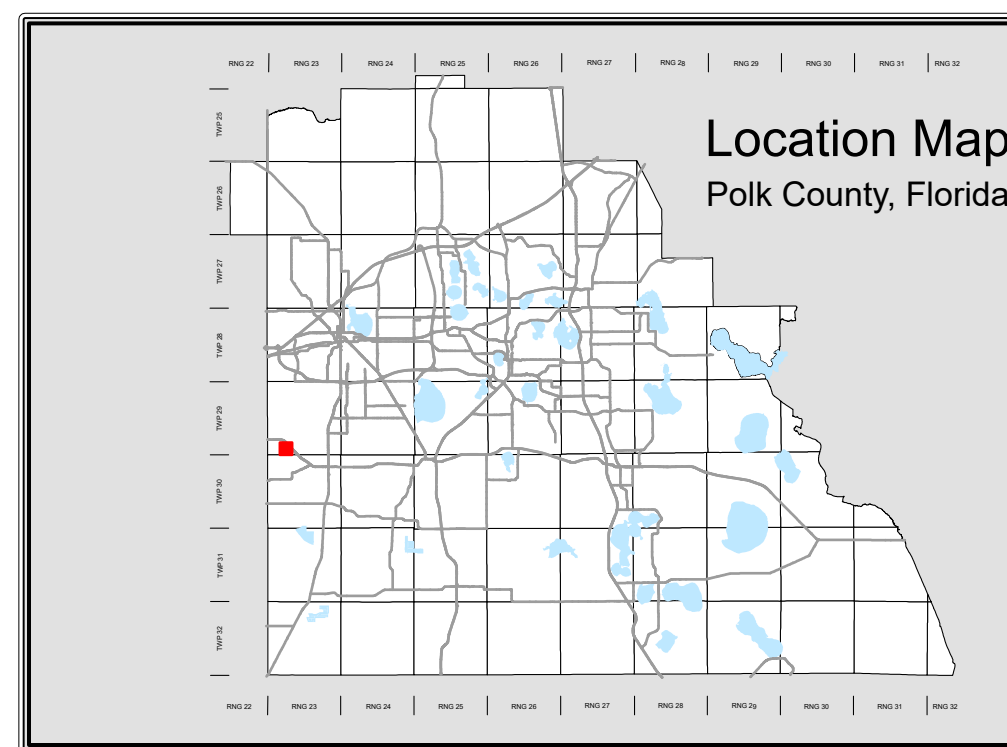 RNG 22 RNG 23 RNG 24 RNG 25 RNG 26 RNG 27 RNG 28 RNG 29 RNG 30 RNG 31 RNG 32
Location Map
Polk County, Florida
TWP 25
TWP 26
TWP 27
TWP 28
TWP 29
TWP 30
TWP 31
TWP 32
RNG 22 RNG 23 RNG 24 RNG 25 RNG 26 RNG 27 RNG 28 RNG 29 RNG 30 RNG 31 RNG 32